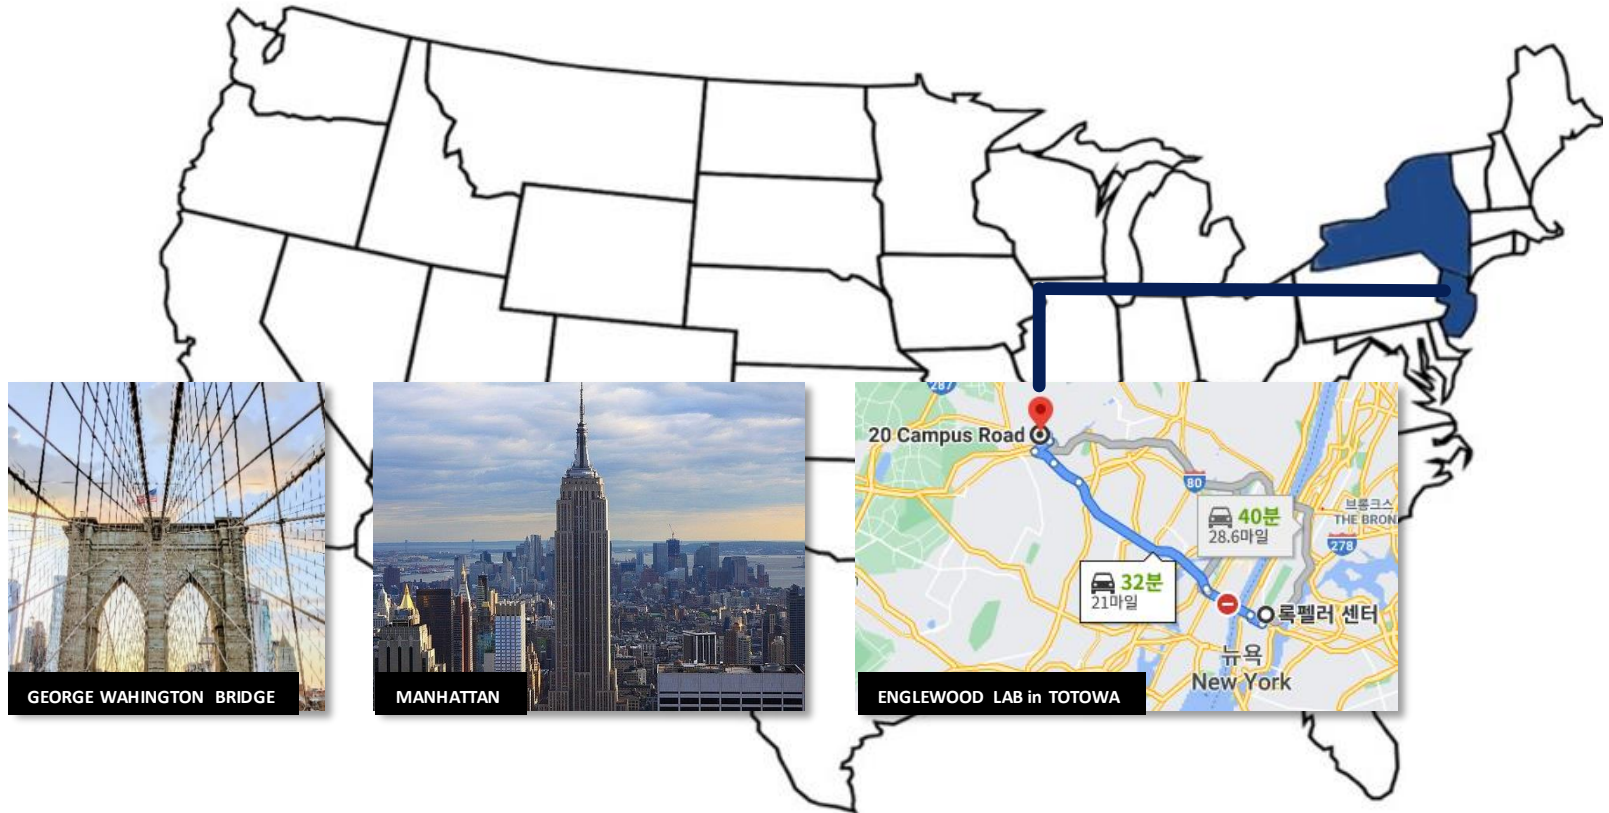 GEORGE WAHINGTON BRIDGE
MANHATTAN
287
20 Campus Road
80
40분
28.6마일
브롱크스
THE BRON
278
32분
21마일
록펠러 센터
뉴욕
New York
ENGLEWOOD LAB in TOTOWA